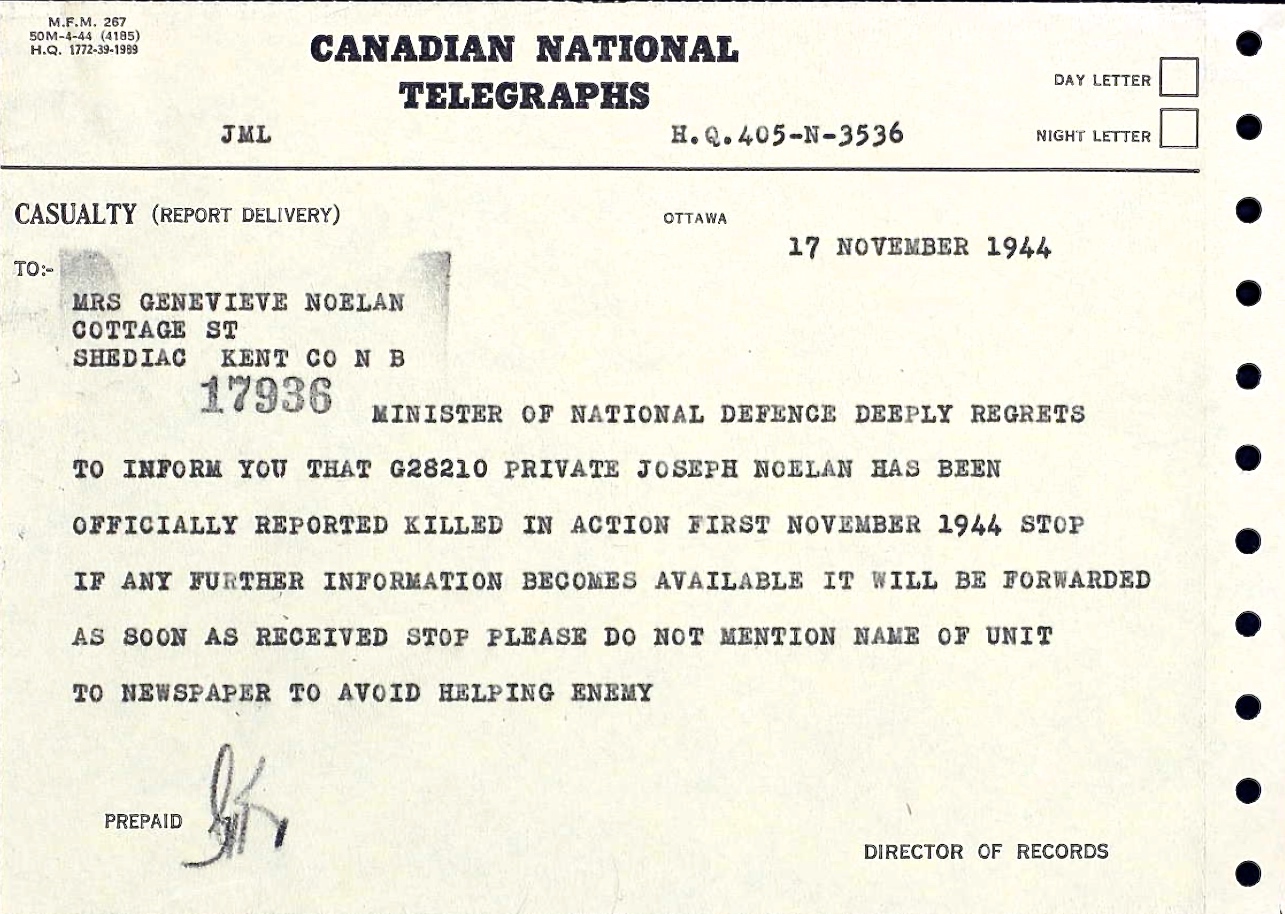 M.F.M. 267
50M-4-44 (4185)
H.Q. 1772-39-1989
CANADIAN NATIONAL
TELEGRAPHS
DAY LETTER
JML H.Q.405-N-3536 NIGHT LETTER
CASUALTY (REPORT DELIVERY) OTTAWA
17 NOVEMBER 1944
TO:-
MRS GENEVIEVE NOELAN
COTTAGE ST
SHEDIAC KENT CO N B
17936 MINISTER OF NATIONAL DEFENCE DEEPLY REGRETS
TO INFORM YOU THAT G28210 PRIVATE JOSEPH NOELAN HAS BEEN
OFFICIALLY REPORTED KILLED IN ACTION FIRST NOVEMBER 1944 STOP
IF ANY FURTHER INFORMATION BECOMES AVAILABLE IT WILL BE FORWARDED
AS SOON AS RECEIVED STOP PLEASE DO NOT MENTION NAME OF UNIT
TO NEWSPAPER TO AVOID HELPING ENEMY
PREPAID
DIRECTOR OF RECORDS